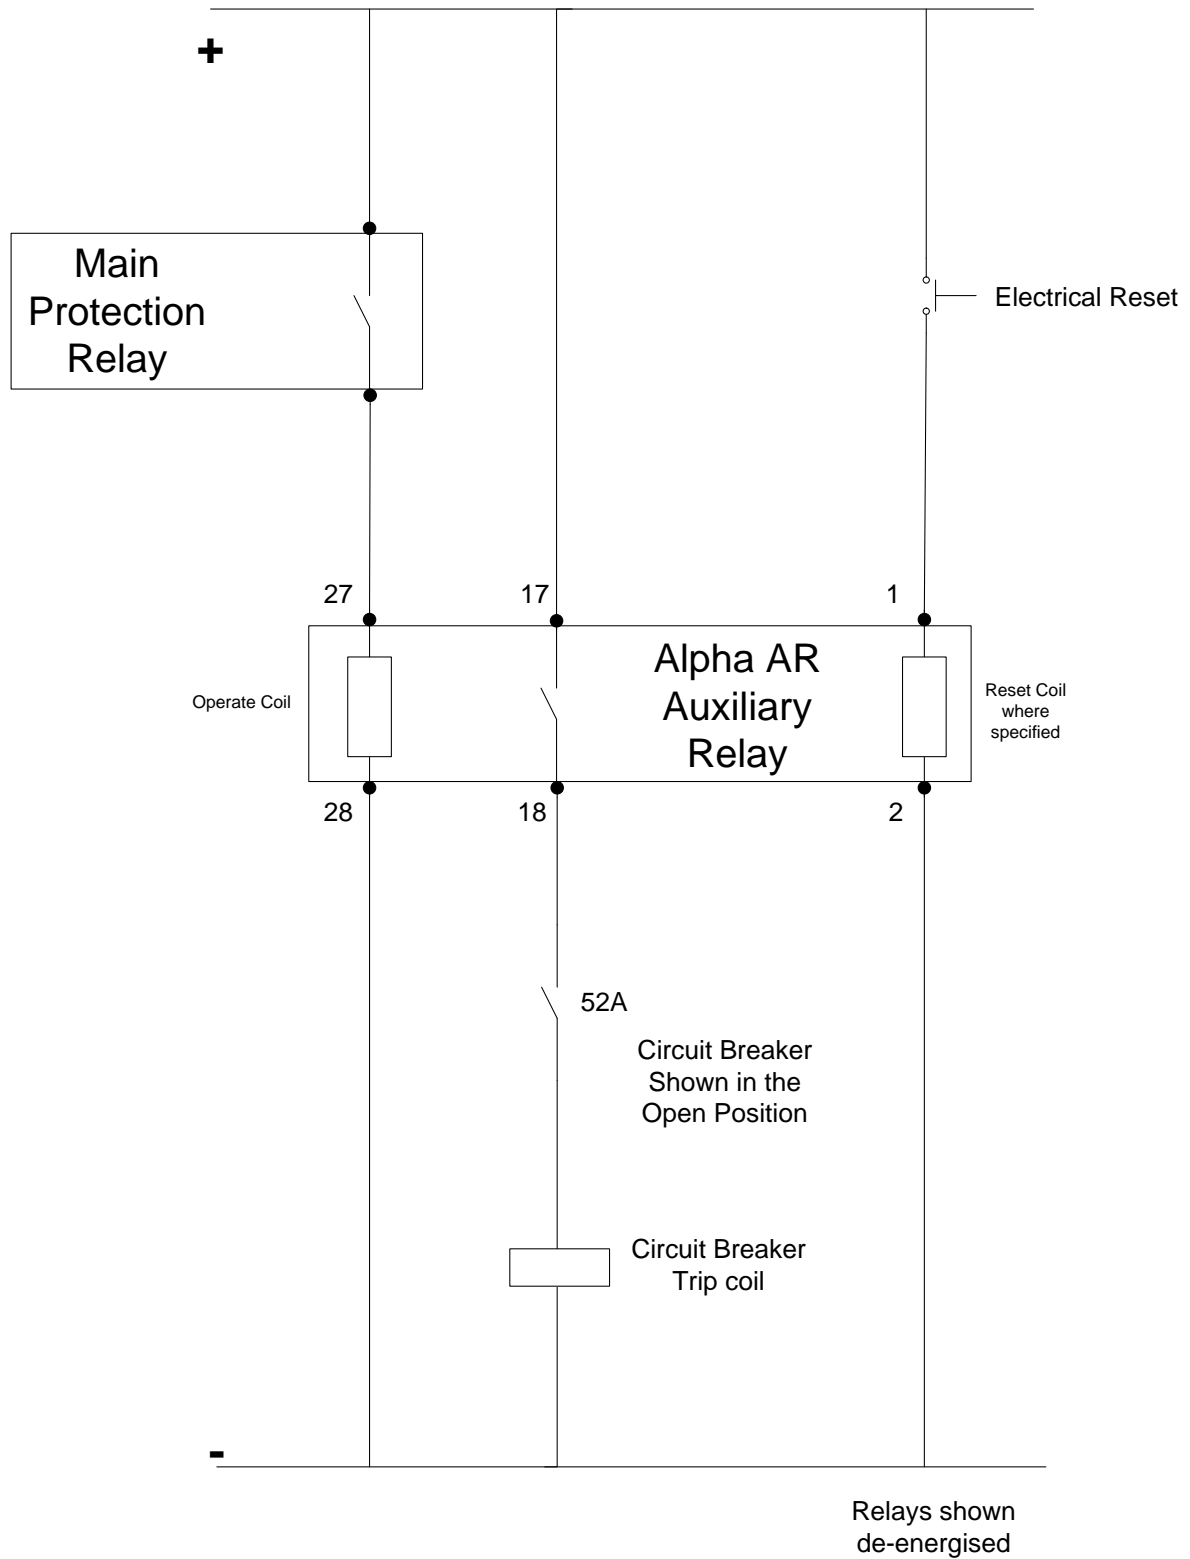 +
Main
Protection
Relay
Electrical Reset
27
17
1
Operate Coil
Alpha AR
Auxiliary
Relay
Reset Coil
where
specified
28
18
2
52A
Circuit Breaker
Shown in the
Open Position
Circuit Breaker
Trip coil
-
Relays shown
de-energised